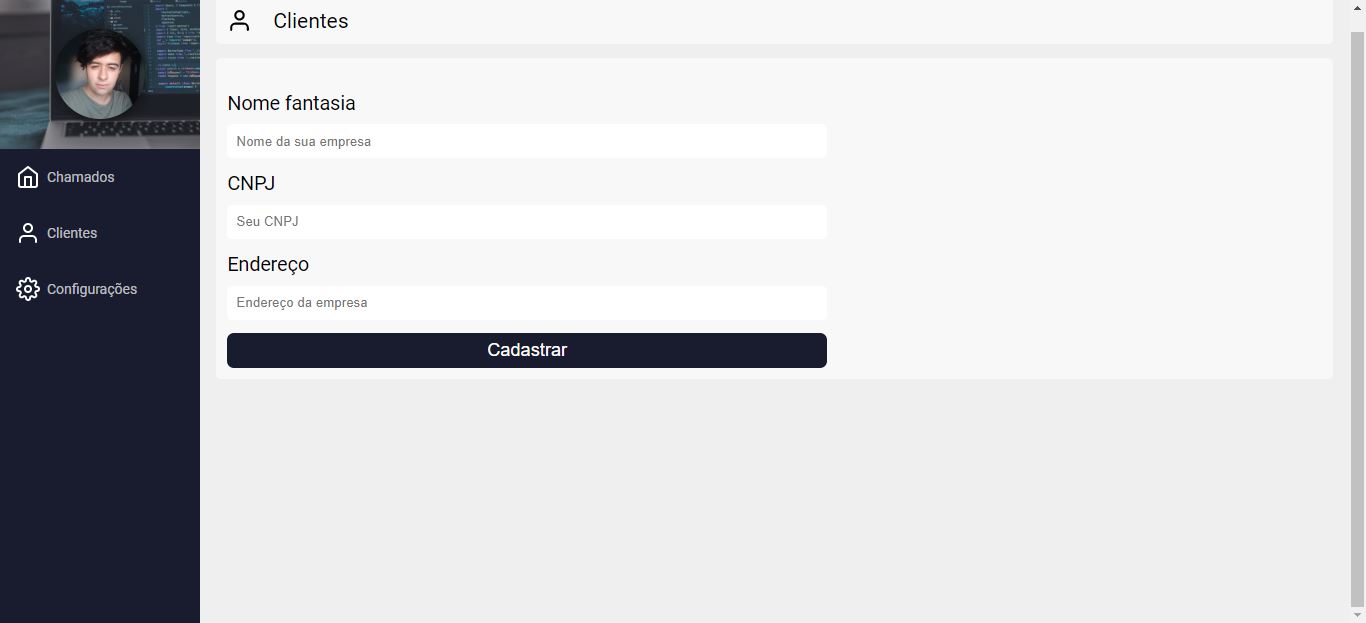 Clientes
Chamados
Clientes
Configurações
Nome fantasia
Nome da sua empresa
CNPJ
Seu CNPJ
Endereço
Endereço da empresa
Cadastrar